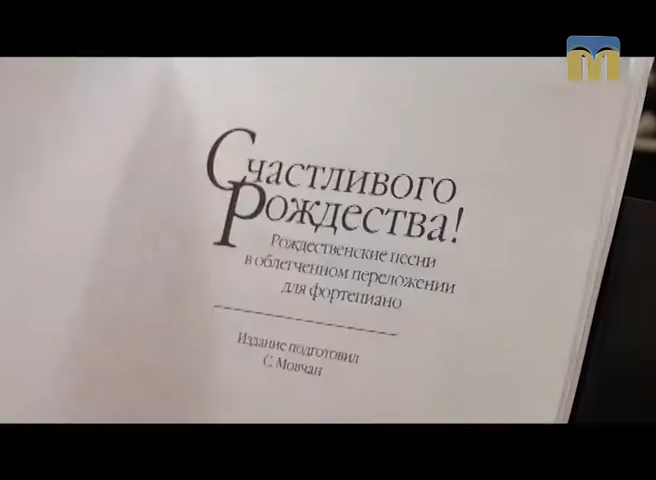 Счастливого
Рождества!
Рождественские песни
в облегченном переложении
для фортепиано
Издание подготовил
С. Мовчан
M